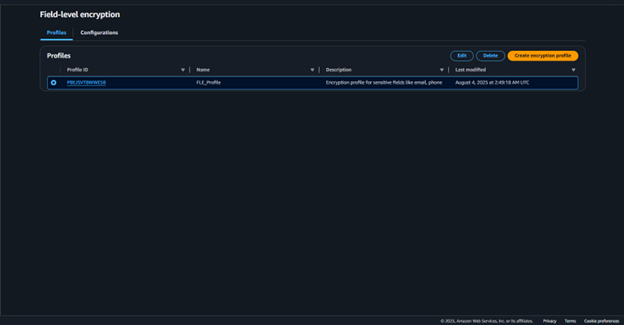 Field-level encryption
Profiles Configurations
Profiles Edit Delete Create encryption profile
Profile ID Name Description Last modified
FLE_Profile Encryption profile for sensitive fields like email, phone August 4, 2025 at 2:49:18 AM UTC
© 2025, Amazon Web Services, Inc. or its affiliates. Privacy Terms Cookie preferences